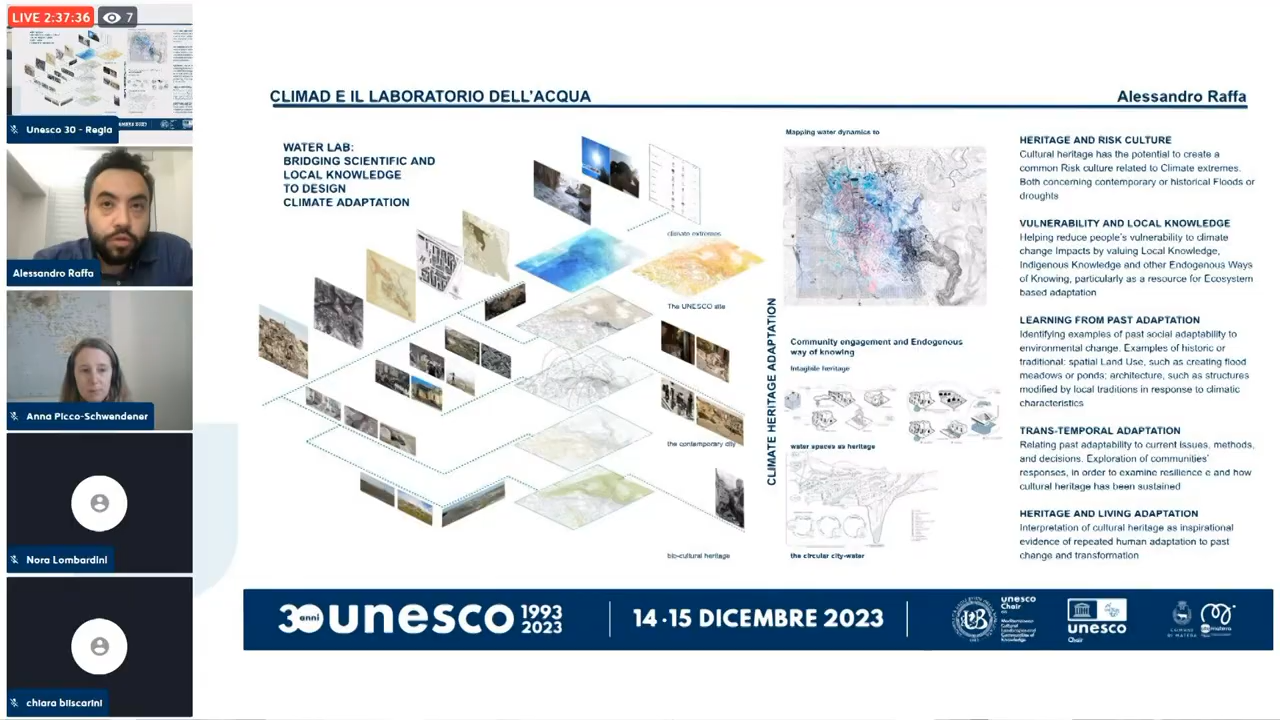 LIVE 2:37:36
7
Unesco 30 - Regia
Alessandro Raffa
Anna Picco-Schwendener
Nora Lombardini
chiara biiscarini
CLIMAD E IL LABORATORIO DELL'ACQUA
Alessandro Raffa
WATER LAB:
BRIDGING SCIENTIFIC AND
LOCAL KNOWLEDGE
TO DESIGN
CLIMATE ADAPTATION
climate extremes
The UNESCO site
the contemporary city
bio-cultural heritage
CLIMATE HERITAGE ADAPTATION
Mapping water dynamics to
Community engagement and Endogenous
way of knowing
Intagible heritage
water spaces as heritage
the circular city-water
HERITAGE AND RISK CULTURE
Cultural heritage has the potential to create a
common Risk culture related to Climate extremes.
Both concerning contemporary or historical Floods or
droughts
VULNERABILITY AND LOCAL KNOWLEDGE
Helping reduce people's vulnerability to climate
change Impacts by valuing Local Knowledge,
Indigenous Knowledge and other Endogenous Ways
of Knowing, particularly as a resource for Ecosystem
based adaptation
LEARNING FROM PAST ADAPTATION
Identifying examples of past social adaptability to
environmental change. Examples of historic or
traditional: spatial Land Use, such as creating flood
meadows or ponds; architecture, such as structures
modified by local traditions in response to climatic
characteristics
TRANS-TEMPORAL ADAPTATION
Relating past adaptability to current issues, methods,
and decisions. Exploration of communities'
responses, in order to examine resilience e and how
cultural heritage has been sustained
HERITAGE AND LIVING ADAPTATION
Interpretation of cultural heritage as inspirational
evidence of repeated human adaptation to past
change and transformation
30 anni unesco 1993
2023
14·15 DICEMBRE 2023
unesco
Chair
on
Mediterranean
Cultural
Landscapes and
Communities of
Knowledge
unesco
Chair